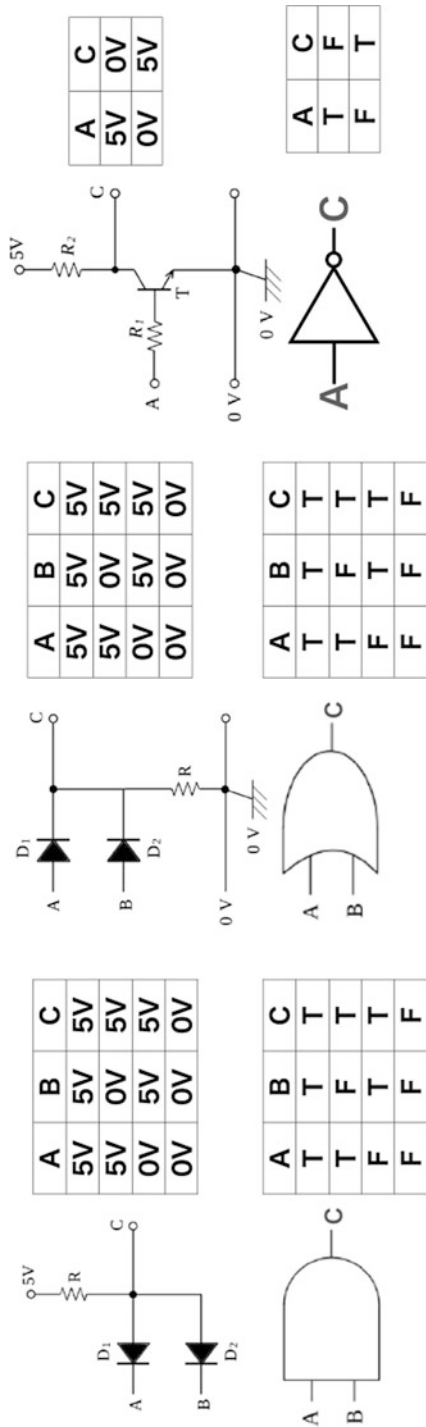 5V
R
D₁
A
C
B
D₂
A B C
5V 5V 5V
5V 0V 5V
0V 5V 5V
0V 0V 0V
A
B
C
A B C
T T T
T F T
F T T
F F F
D₁
A
C
B
D₂
R
0 V
0 V
A B C
5V 5V 5V
5V 0V 5V
0V 5V 5V
0V 0V 0V
A
B
C
A B C
T T T
T F T
F T T
F F F
5V
R₂
C
R₁
A
T
0 V
0 V
A C
5V 0V
0V 5V
A C
A C
T F
F T